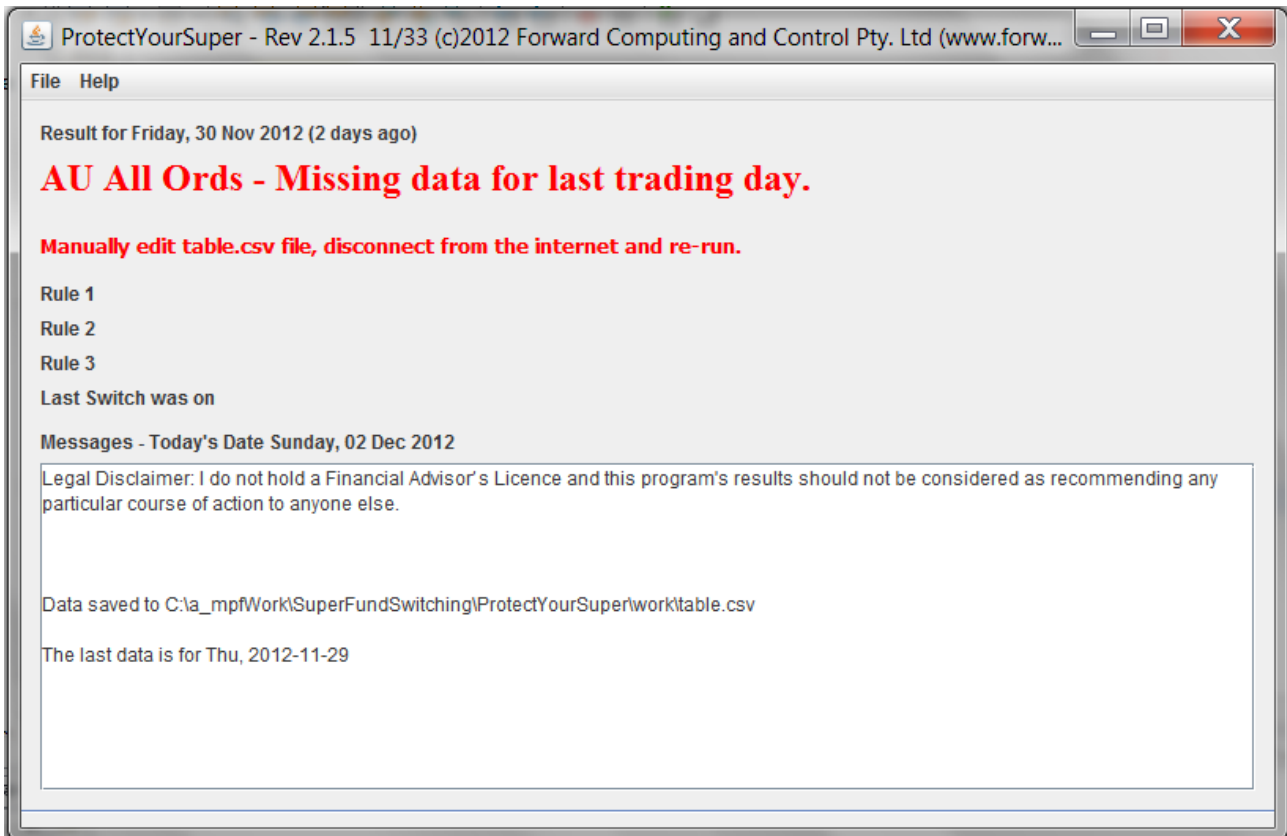 ProtectYourSuper - Rev 2.1.5 11/33 (c)2012 Forward Computing and Control Pty. Ltd (www.forw...
File Help
Result for Friday, 30 Nov 2012 (2 days ago)
AU All Ords - Missing data for last trading day.
Manually edit table.csv file, disconnect from the internet and re-run.
Rule 1
Rule 2
Rule 3
Last Switch was on
Messages - Today's Date Sunday, 02 Dec 2012
Legal Disclaimer: I do not hold a Financial Advisor's Licence and this program's results should not be considered as recommending any
particular course of action to anyone else.
Data saved to C:\a_mpfWork\SuperFundSwitching\ProtectYourSuper\work\table.csv
The last data is for Thu, 2012-11-29